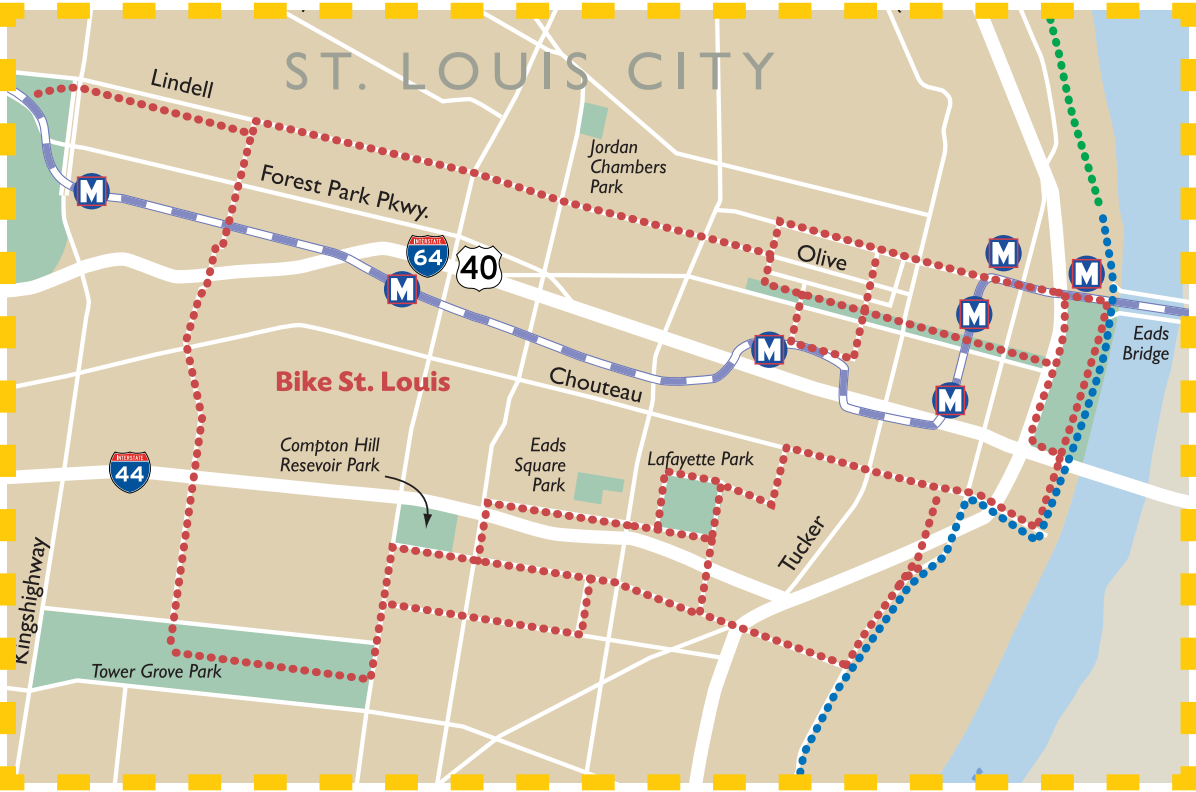 ST. LOUIS CITY
Lindell
Jordan
Chambers
Park
Forest Park Pkwy.
M
INTERSTATE
64
40
Olive
M
M
M
M
M
M
Eads
Bridge
Bike St. Louis
Chouteau
Compton Hill
Resevoir Park
Eads
Square
Park
Lafayette Park
INTERSTATE
44
Tucker
Kingshighway
Tower Grove Park